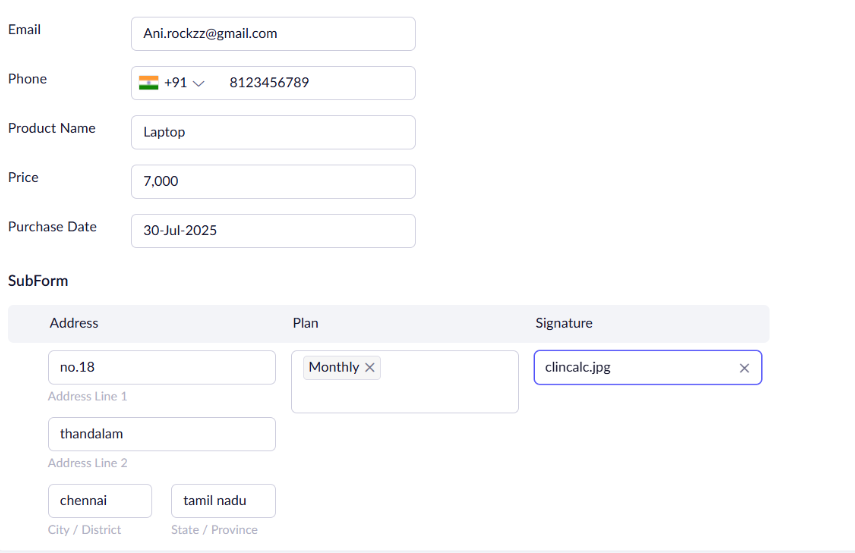 Email Ani.rockzz@gmail.com
Phone +91 8123456789
Product Name Laptop
Price 7,000
Purchase Date 30-Jul-2025
SubForm
Address Plan Signature
no.18 Monthly clincalc.jpg
Address Line 1
thandalam
Address Line 2
chennai tamil nadu
City / District State / Province